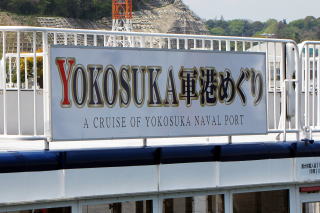 YOKOSUKA軍港めぐり
A CRUISE OF YOKOSUKA NAVAL PORT